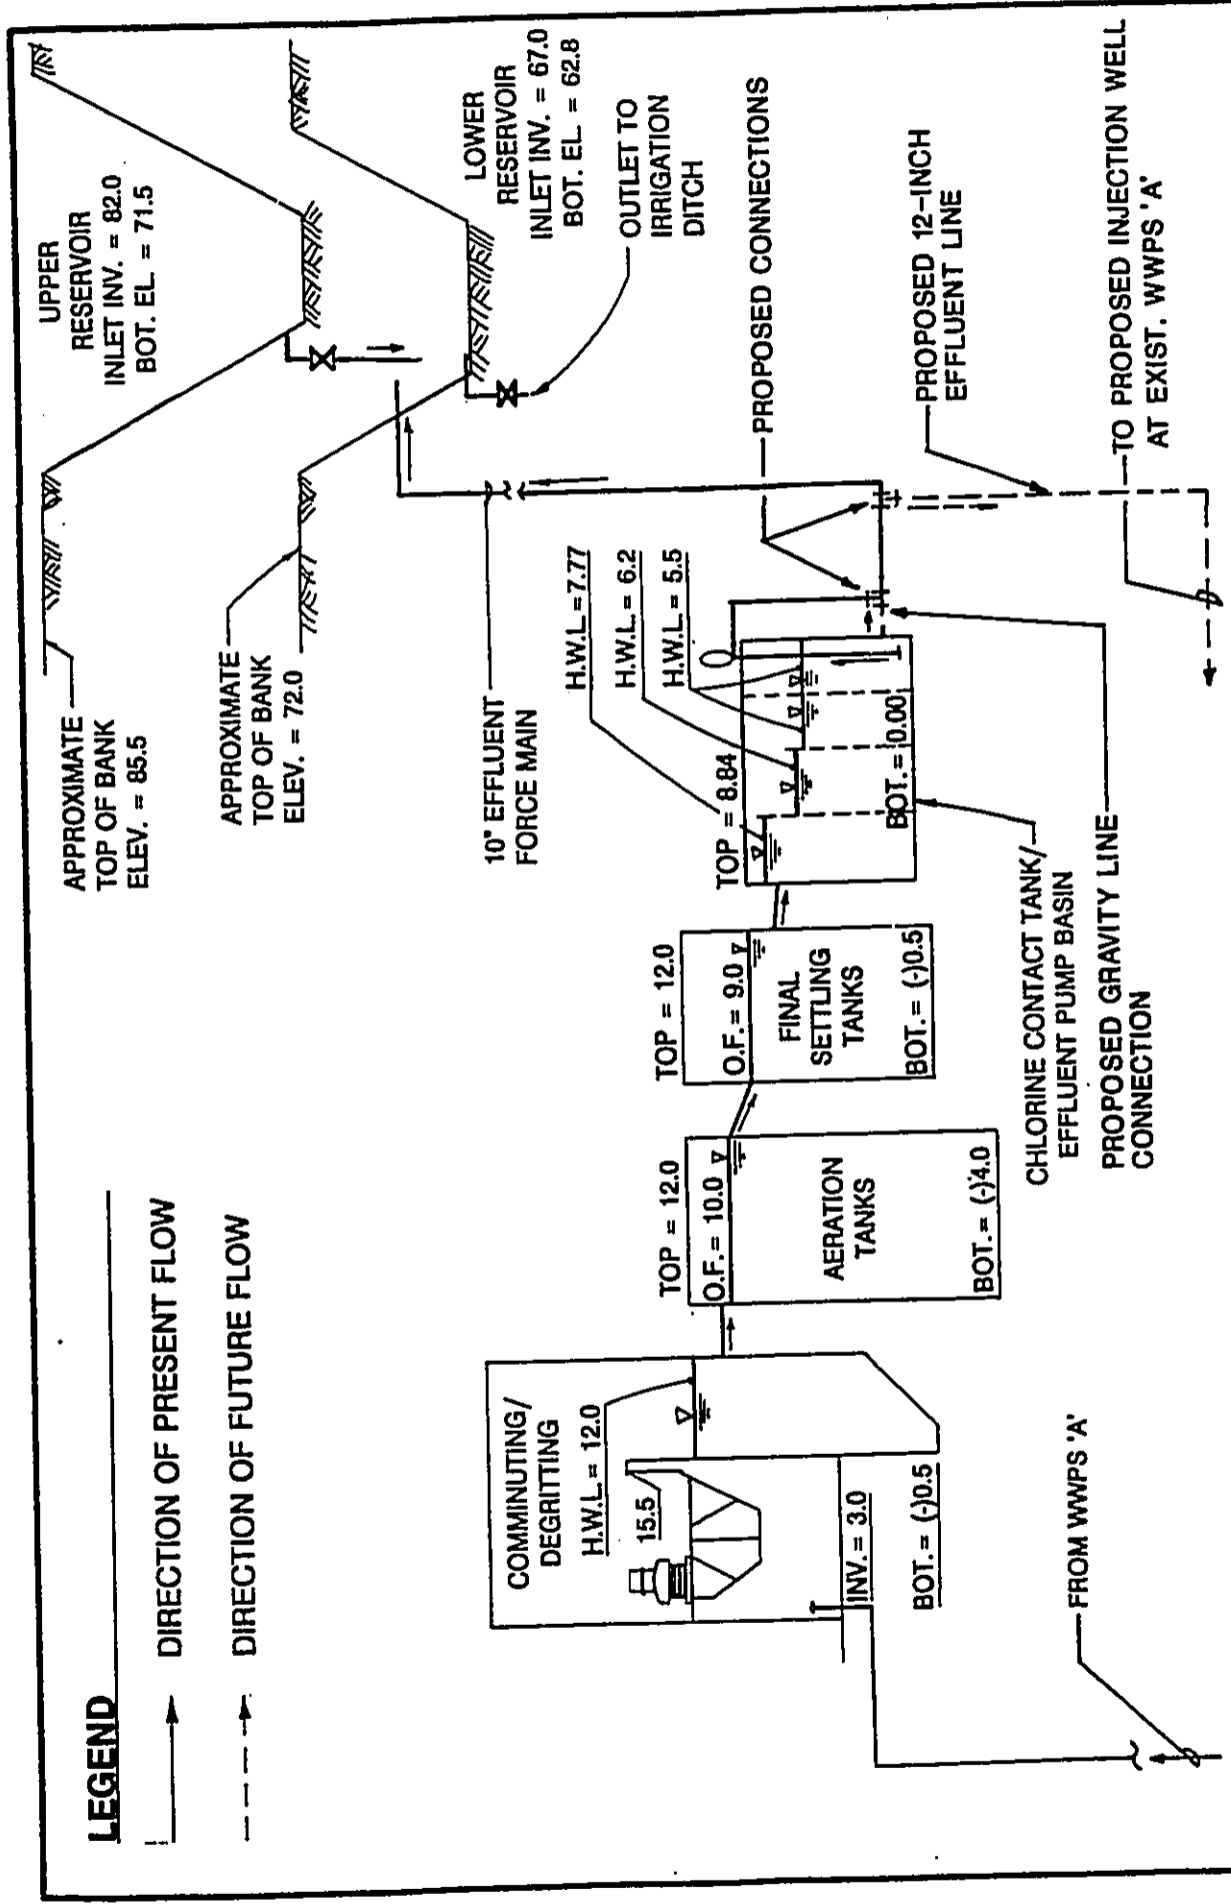 LEGEND
DIRECTION OF PRESENT FLOW
DIRECTION OF FUTURE FLOW
APPROXIMATE
TOP OF BANK
ELEV. = 85.5
UPPER
RESERVOIR
INLET INV. = 82.0
BOT. EL. = 71.5
APPROXIMATE
TOP OF BANK
ELEV. = 72.0
LOWER
RESERVOIR
INLET INV. = 67.0
BOT. EL. = 62.8
10" EFFLUENT
FORCE MAIN
OUTLET TO
IRRIGATION
DITCH
COMMINUTING/
DEGRITTING
H.W.L. = 12.0
15.5
INV. = 3.0
BOT. = (-)0.5
FROM WWPS 'A'
TOP = 12.0
O.F. = 10.0
AERATION
TANKS
BOT. = (-)4.0
TOP = 12.0
O.F. = 9.0
FINAL
SETTLING
TANKS
BOT. = (-)0.5
H.W.L. = 7.77
H.W.L. = 6.2
H.W.L. = 5.5
TOP = 8.84
BOT. = 0.00
PROPOSED CONNECTIONS
CHLORINE CONTACT TANK/
EFFLUENT PUMP BASIN
PROPOSED GRAVITY LINE
CONNECTION
PROPOSED 12-INCH
EFFLUENT LINE
TO PROPOSED INJECTION WELL
AT EXIST. WWPS 'A'